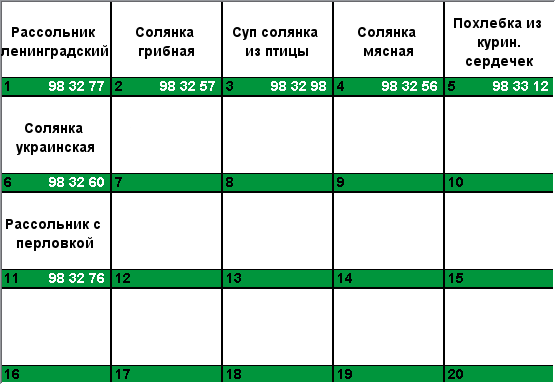 Рассольник
ленинградский
1 98 32 77
Солянка
грибная
2 98 32 57
Суп солянка
из птицы
3 98 32 98
Солянка
мясная
4 98 32 56
Похлебка из
курин.
сердечек
5 98 33 12
Солянка
украинская
6 98 32 60
7
8
9
10
Рассольник с
перловкой
11 98 32 76
12
13
14
15
16
17
18
19
20